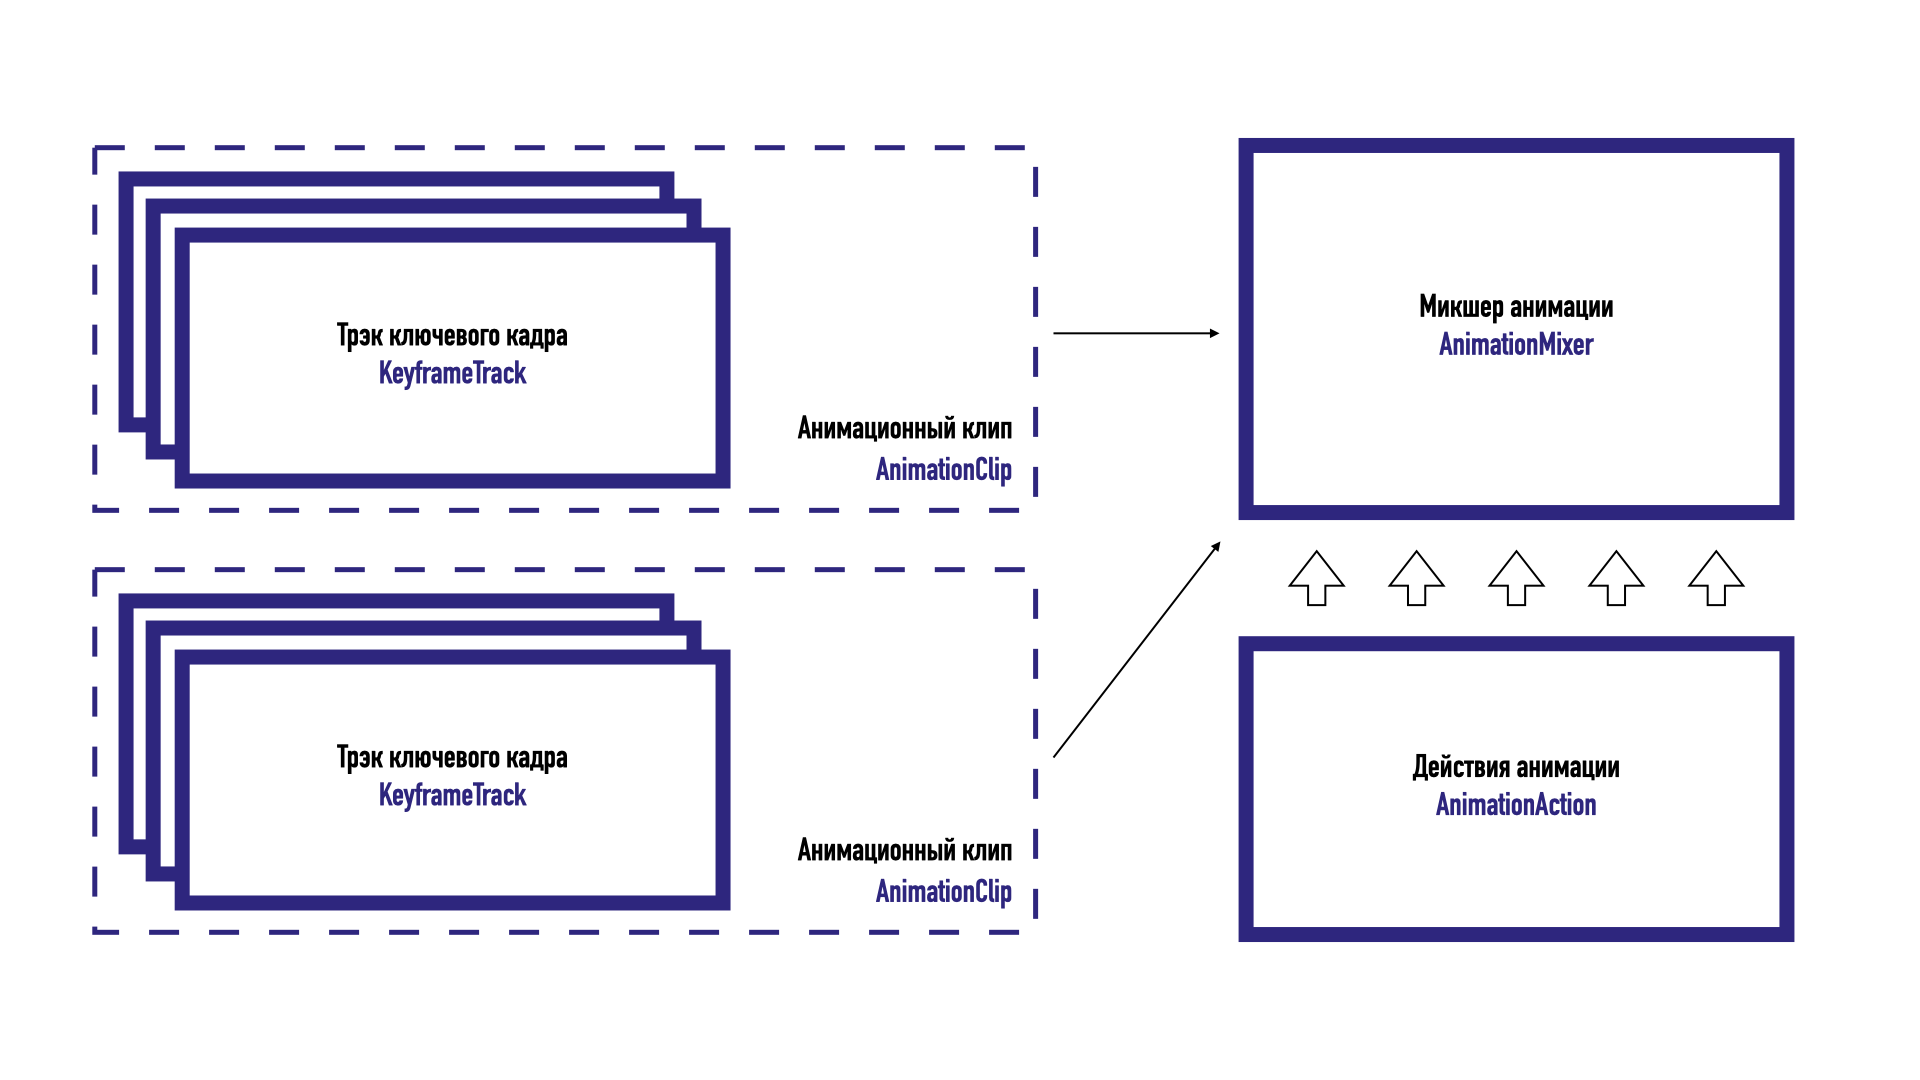 Трэк ключевого кадра
KeyframeTrack
Анимационный клип
AnimationClip
Микшер анимации
AnimationMixer
Трэк ключевого кадра
KeyframeTrack
Анимационный клип
AnimationClip
Действия анимации
AnimationAction